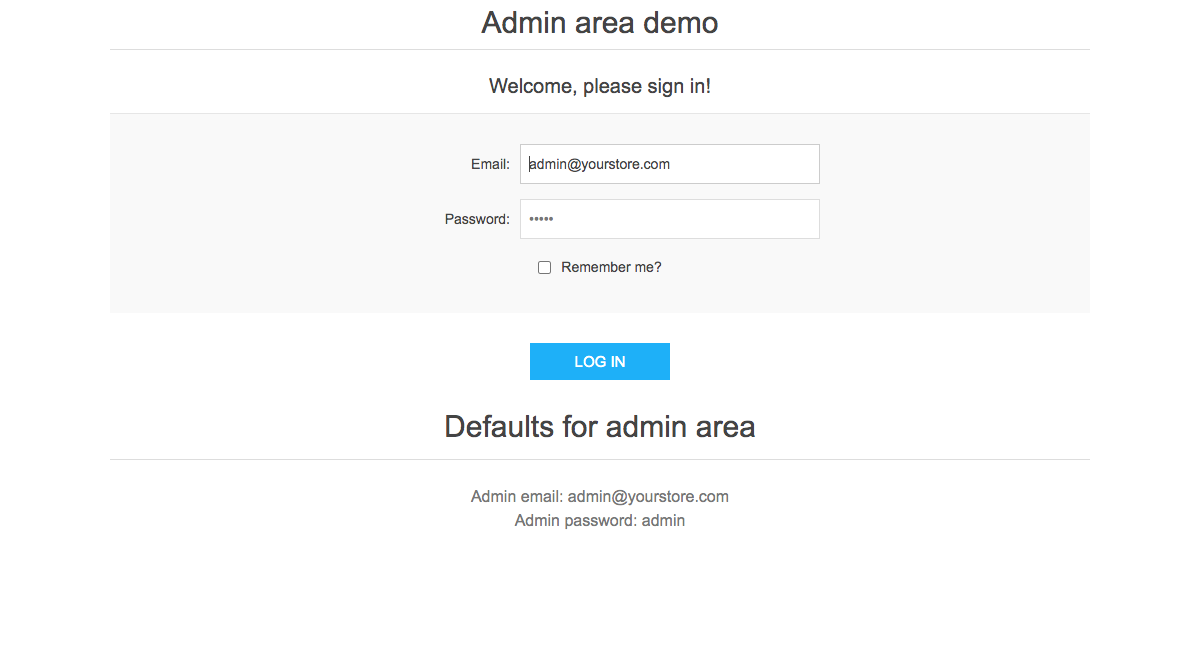 Admin area demo
Welcome, please sign in!
Email: admin@yourstore.com
Password: •••••
Remember me?
LOG IN
Defaults for admin area
Admin email: admin@yourstore.com
Admin password: admin